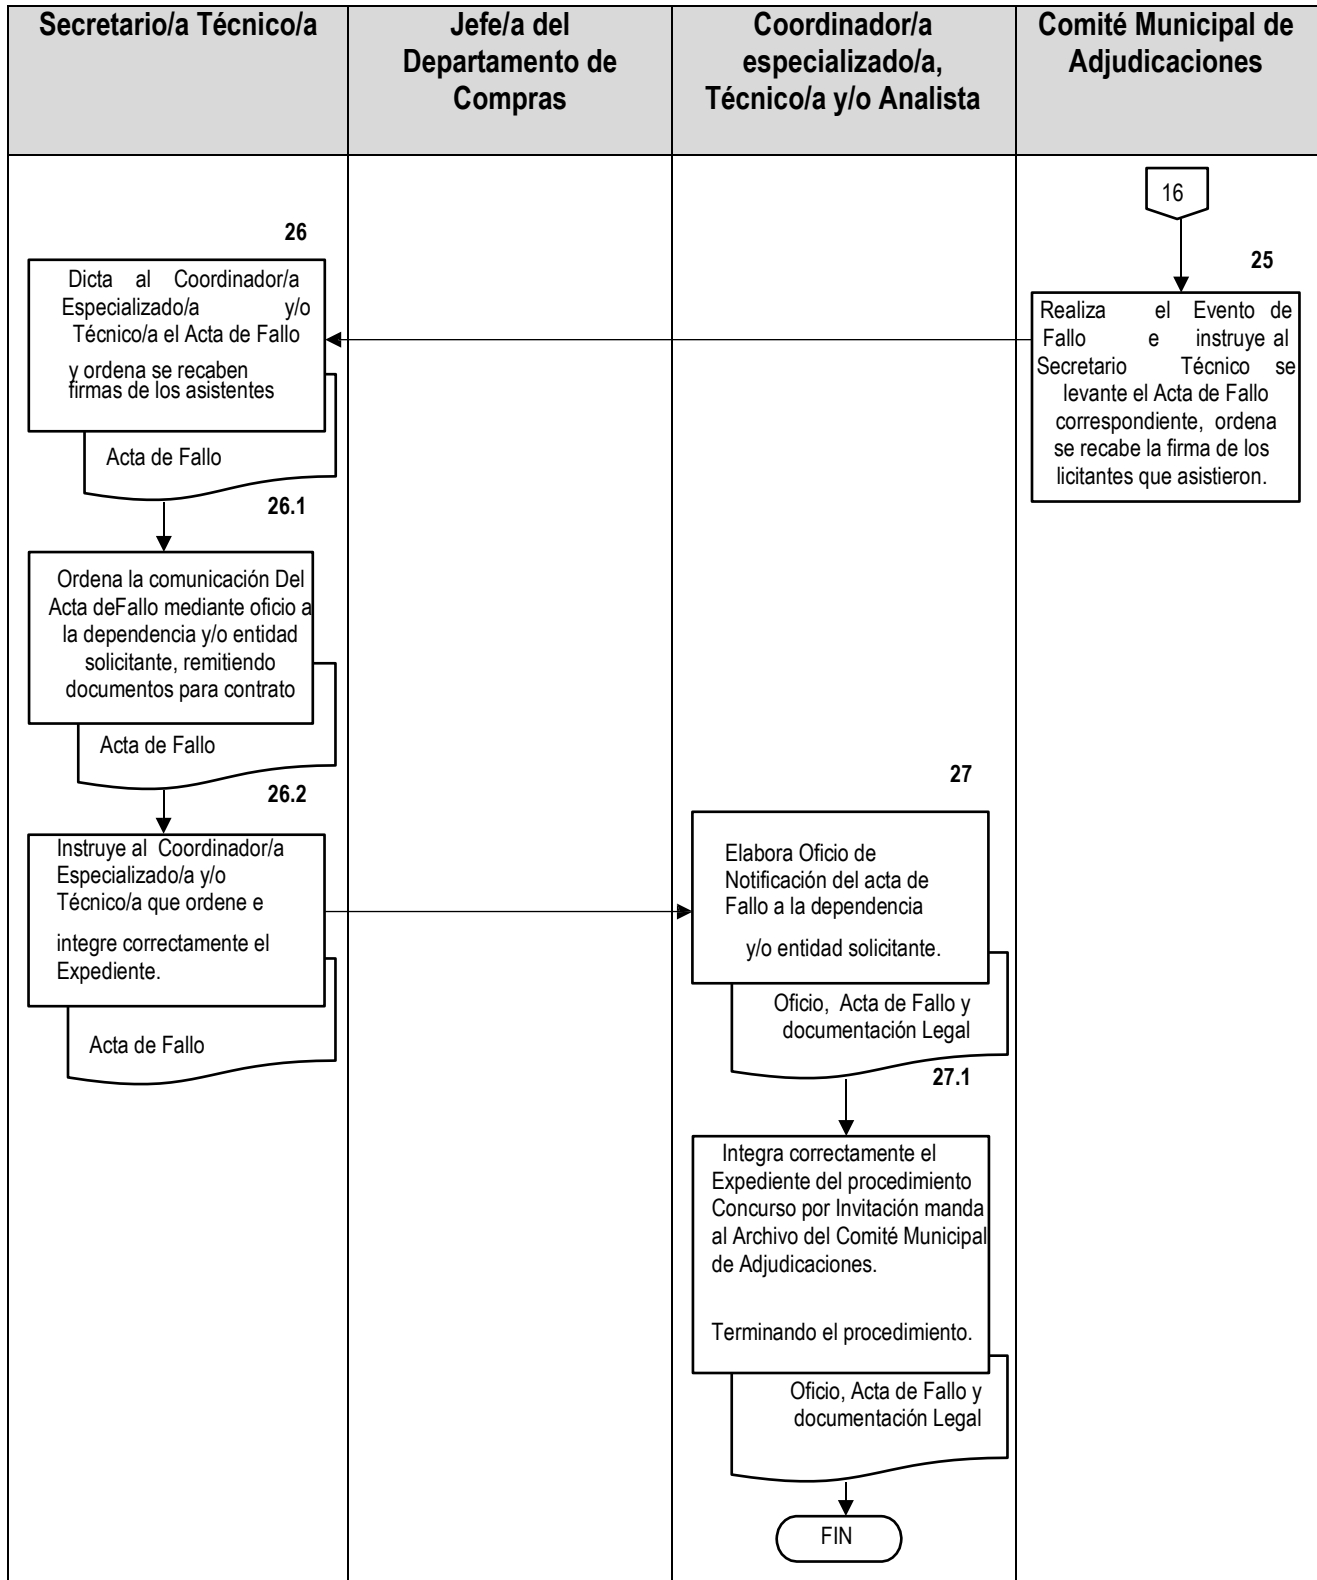 Secretario/a Técnico/a
Jefe/a del
Departamento de
Compras
Coordinador/a
especializado/a,
Técnico/a y/o Analista
Comité Municipal de
Adjudicaciones
16
25
Realiza el Evento de
Fallo e instruye al
Secretario Técnico se
levante el Acta de Fallo
correspondiente, ordena
se recabe la firma de los
licitantes que asistieron.
26
Dicta al Coordinador/a
Especializado/a y/o
Técnico/a el Acta de Fallo
y ordena se recaben
firmas de los asistentes
Acta de Fallo
26.1
Ordena la comunicación Del
Acta deFallo mediante oficio a
la dependencia y/o entidad
solicitante, remitiendo
documentos para contrato
Acta de Fallo
26.2
Instruye al Coordinador/a
Especializado/a y/o
Técnico/a que ordene e
integre correctamente el
Expediente.
Acta de Fallo
27
Elabora Oficio de
Notificación del acta de
Fallo a la dependencia
y/o entidad solicitante.
Oficio, Acta de Fallo y
documentación Legal
27.1
Integra correctamente el
Expediente del procedimiento
Concurso por Invitación manda
al Archivo del Comité Municipal
de Adjudicaciones.
Terminando el procedimiento.
Oficio, Acta de Fallo y
documentación Legal
FIN